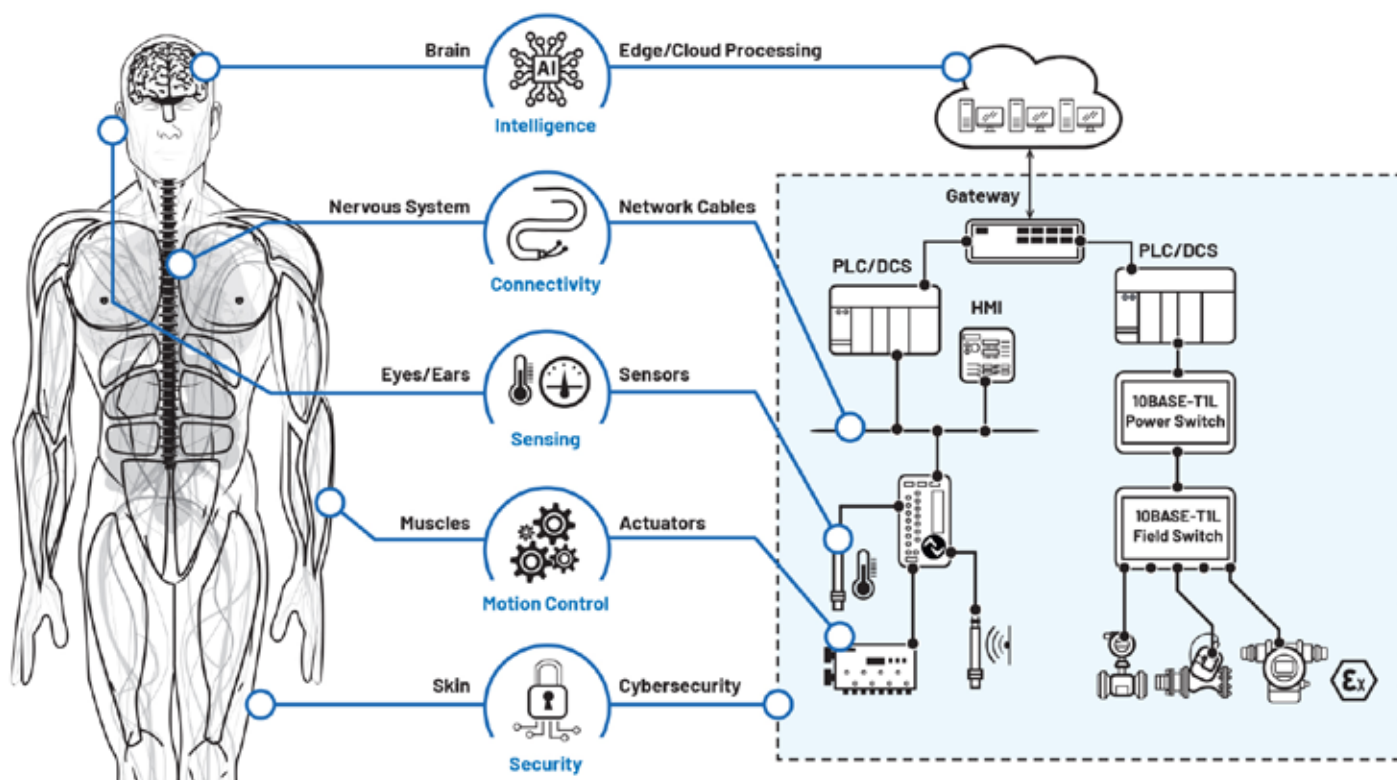 Brain
AI
Edge/Cloud Processing
Intelligence
Gateway
Nervous System
Network Cables
Connectivity
PLC/DCS
PLC/DCS
HMI
Eyes/Ears
Sensors
Sensing
10BASE-T1L
Power Switch
10BASE-T1L
Field Switch
Muscles
Actuators
Motion Control
Skin
Cybersecurity
Security
εx